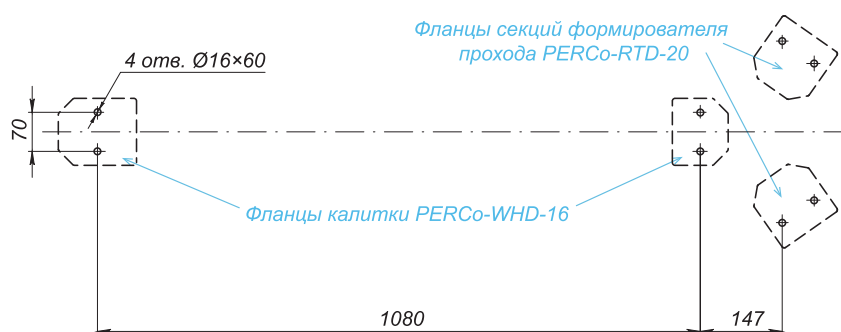 Фланцы секций формирователя
прохода PERCo-RTD-20
4 отв. Ø16×60
70
Фланцы калитки PERCo-WHD-16
1080
147